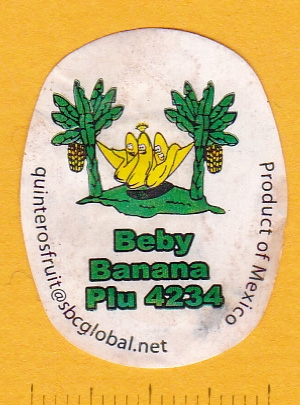 Beby
Banana
Plu 4234
quinterosfruit@sbcglobal.net
Product of Mexico